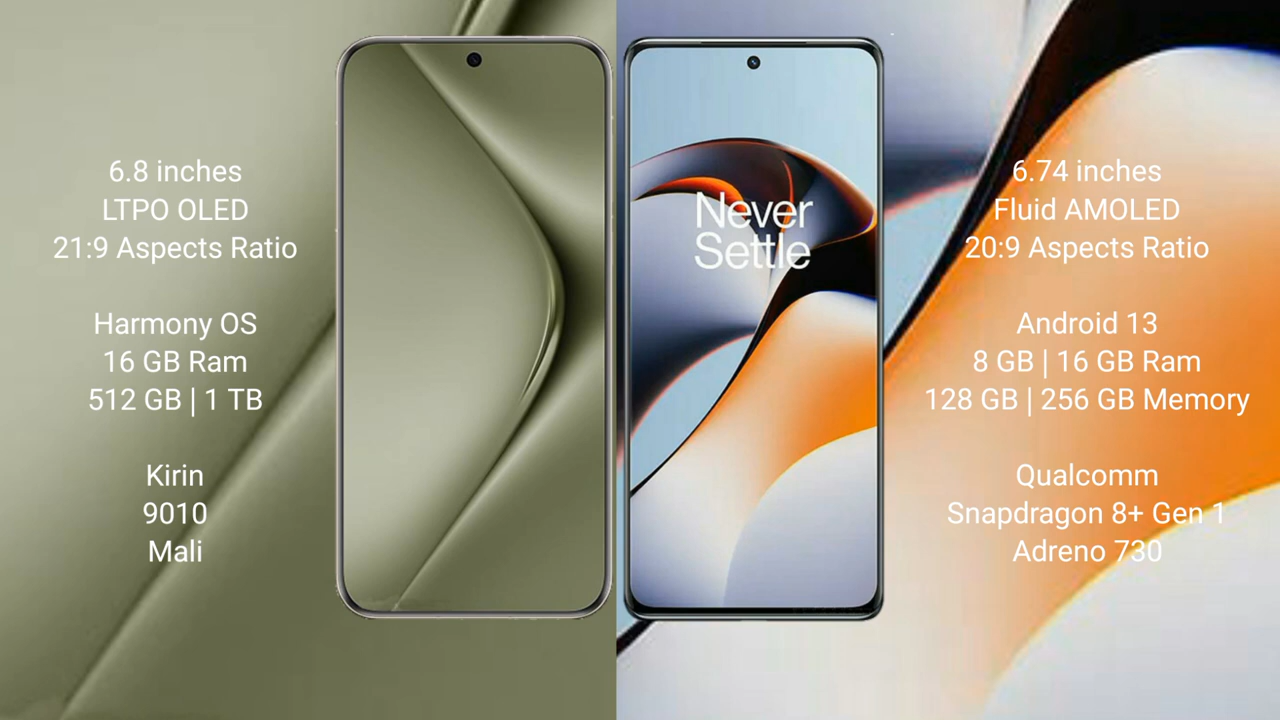 6.8 inches
LTPO OLED
21:9 Aspects Ratio
Harmony OS
16 GB Ram
512 GB | 1 TB
Kirin
9010
Mali
Never
Settle
6.74 inches
Fluid AMOLED
20:9 Aspects Ratio
Android 13
8 GB | 16 GB Ram
128 GB | 256 GB Memory
Qualcomm
Snapdragon 8+ Gen 1
Adreno 730